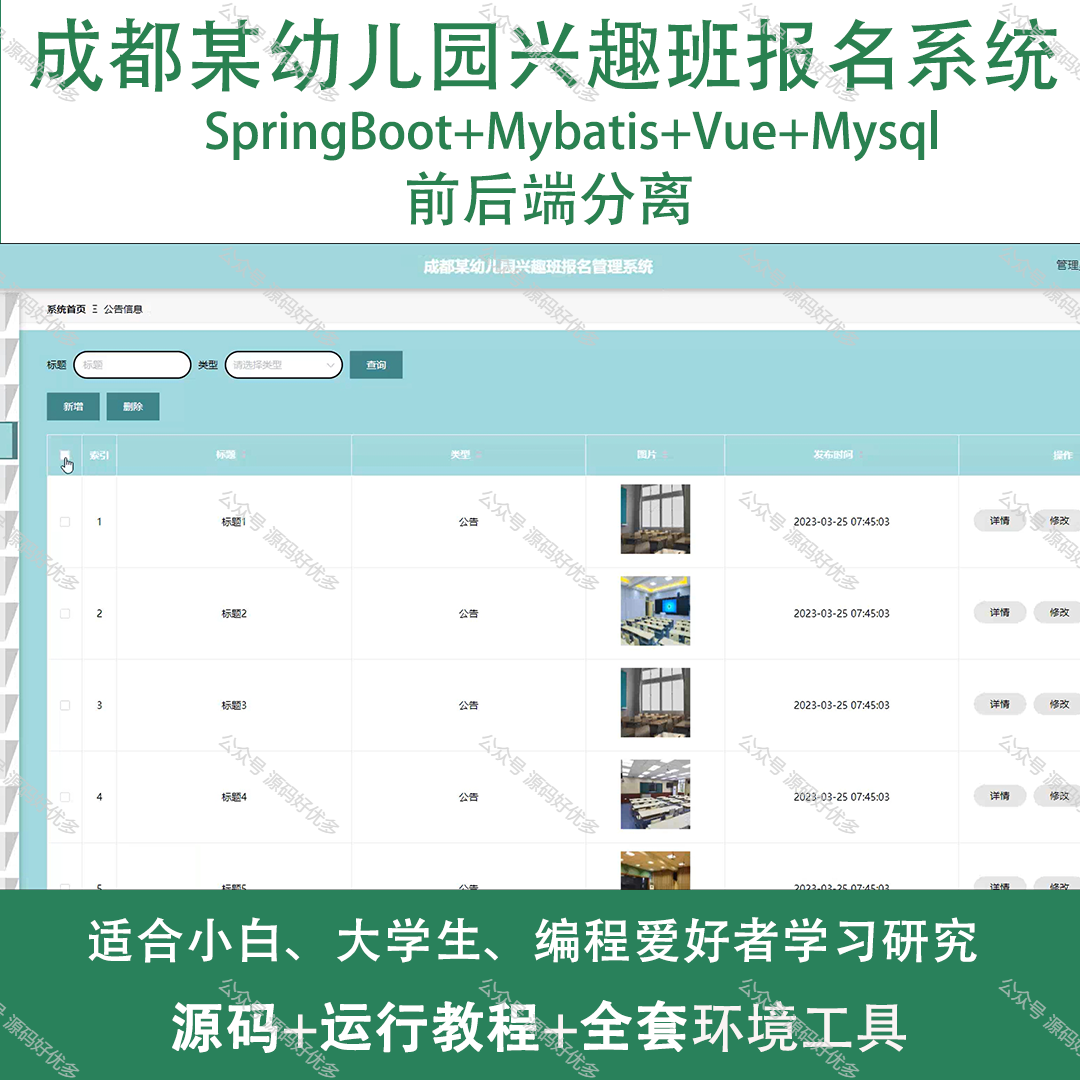 成都某幼儿园兴趣班报名系统
SpringBoot+Mybatis+Vue+Mysql
前后端分离
成都某幼儿园兴趣班报名管理系统
管理
系统首页 Ξ 公告信息
标题 标题 类型 请选择类型 查询
新增 删除
索引 标题 类型 图片 发布时间 操作
1 标题1 公告 2023-03-25 07:45:03 详情 修改
2 标题2 公告 2023-03-25 07:45:03 详情 修改
3 标题3 公告 2023-03-25 07:45:03 详情 修改
4 标题4 公告 2023-03-25 07:45:03 详情 修改
5 标题5 公告 2023-03-25 07:45:03 详情 修改
适合小白、大学生、编程爱好者学习研究
源码+运行教程+全套环境工具
公众号 源码好优多